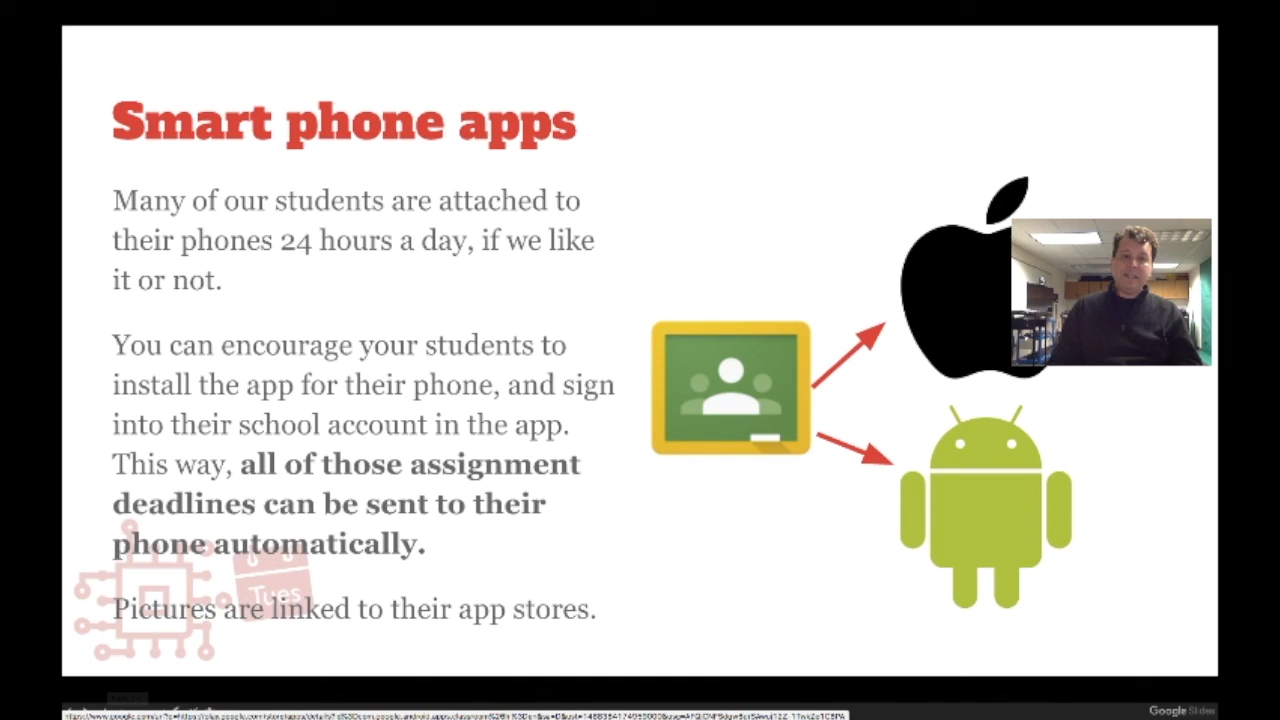 Smart phone apps
Many of our students are attached to
their phones 24 hours a day, if we like
it or not.
You can encourage your students to
install the app for their phone, and sign
into their school account in the app.
This way, all of those assignment
deadlines can be sent to their
phone automatically.
Tues
Pictures are linked to their app stores.
Google Slides